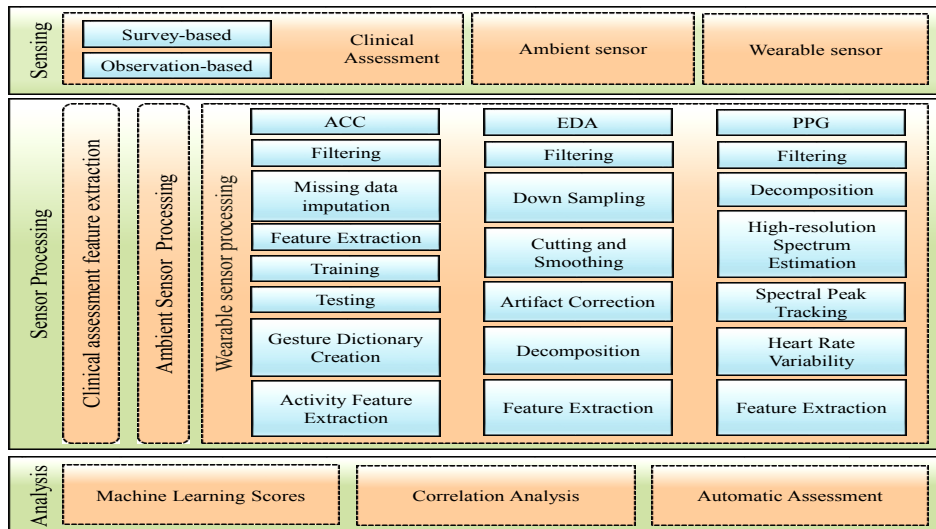 Sensing
Survey-based
Observation-based
Clinical
Assessment
Ambient sensor
Wearable sensor
Sensor Processing
Clinical assessment feature extraction
Ambient Sensor Processing
Wearable sensor processing
ACC
Filtering
Missing data
imputation
Feature Extraction
Training
Testing
Gesture Dictionary
Creation
Activity Feature
Extraction
EDA
Filtering
Down Sampling
Cutting and
Smoothing
Artifact Correction
Decomposition
Feature Extraction
PPG
Filtering
Decomposition
High-resolution
Spectrum
Estimation
Spectral Peak
Tracking
Heart Rate
Variability
Feature Extraction
Analysis
Machine Learning Scores
Correlation Analysis
Automatic Assessment